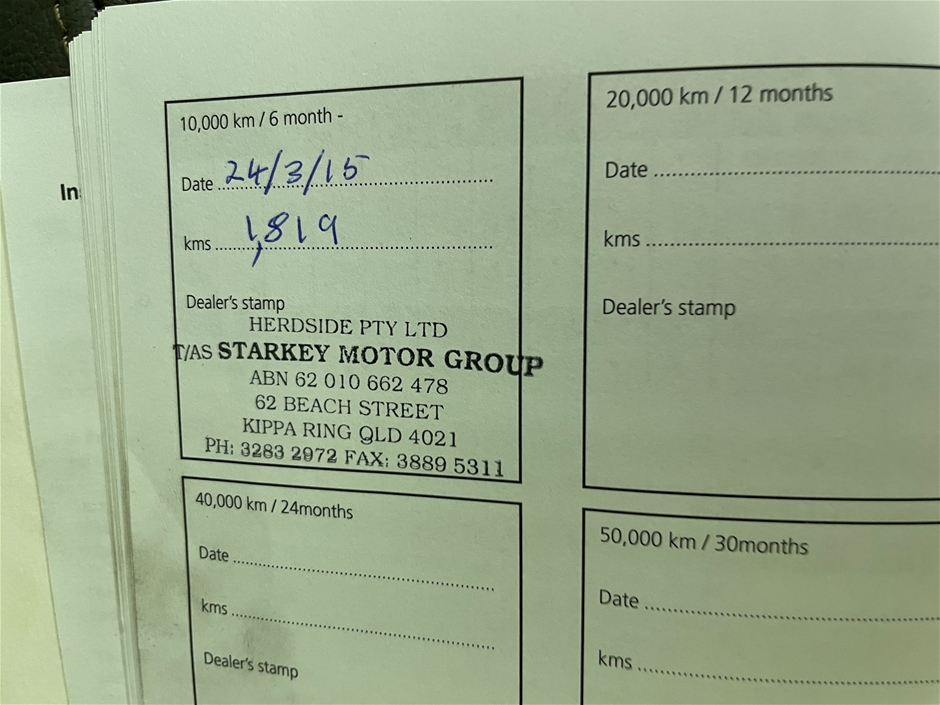 In
10,000 km / 6 month -
Date 24/3/15
kms 1,819
Dealer's stamp
HERDSIDE PTY LTD
T/AS STARKEY MOTOR GROUP
ABN 62 010 662 478
62 BEACH STREET
KIPPA RING QLD 4021
PH: 3283 2972 FAX: 3889 5311
20,000 km / 12 months
Date
kms
Dealer's stamp
40,000 km / 24months
Date
kms
Dealer's stamp
50,000 km / 30months
Date
kms